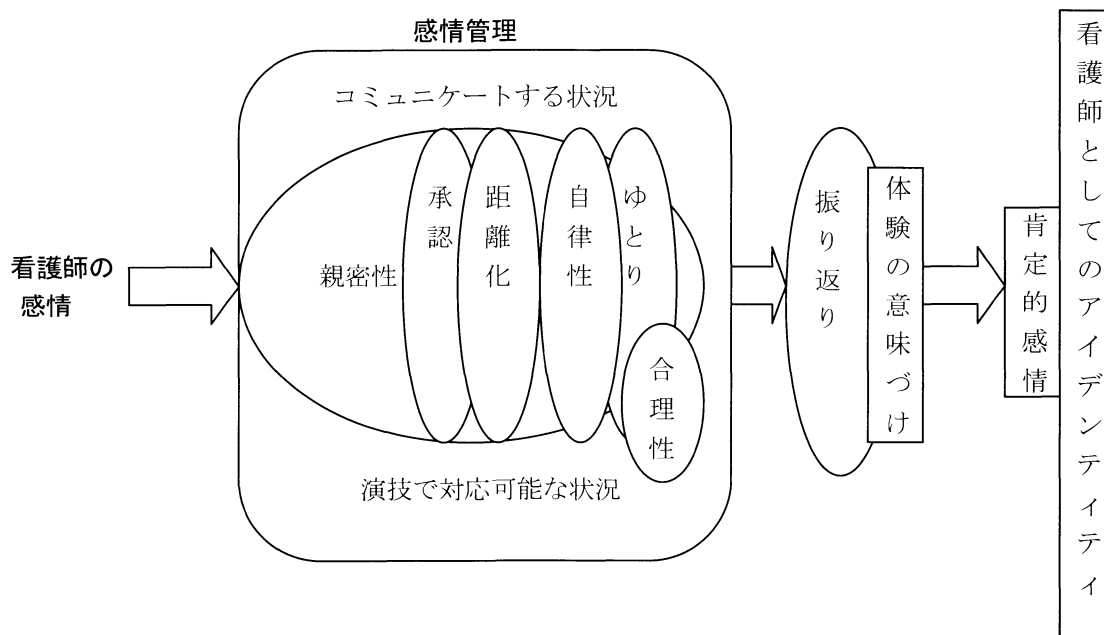 感情管理
コミュニケートする状況
看護師の
感情
親密性
承認
距離化
自律性
ゆとり
合理性
演技で対応可能な状況
振り返り
体験の意味づけ
肯定的感情
看護師としてのアイデンティティ